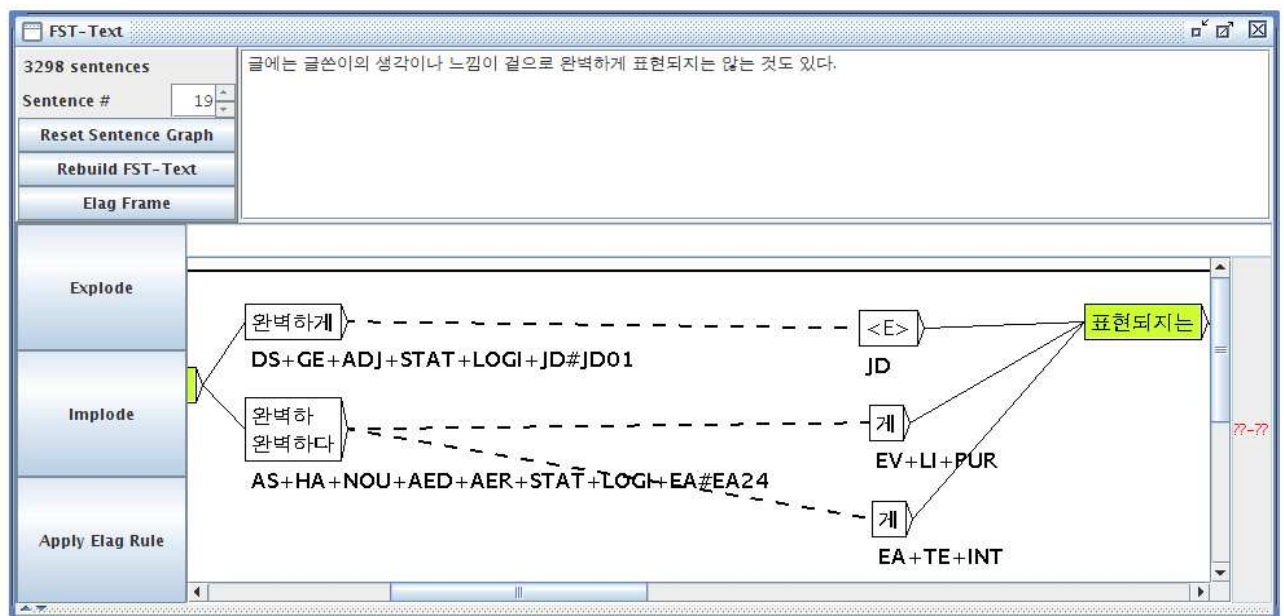 FST-Text
3298 sentences
Sentence # 19
Reset Sentence Graph
Rebuild FST-Text
Elag Frame
글에는 글쓴이의 생각이나 느낌이 겉으로 완벽하게 표현되지는 않는 것도 있다.
Explode
Implode
Apply Elag Rule
완벽하게
DS+GE+ADJ+STAT+LOGI+JD#JD01
<E>
JD
표현되지는
완벽하
완벽하다
AS+HA+NOU+AED+AER+STAT+LOGI+EA#EA24
게
EV+LI+PUR
게
EA+TE+INT
??-??